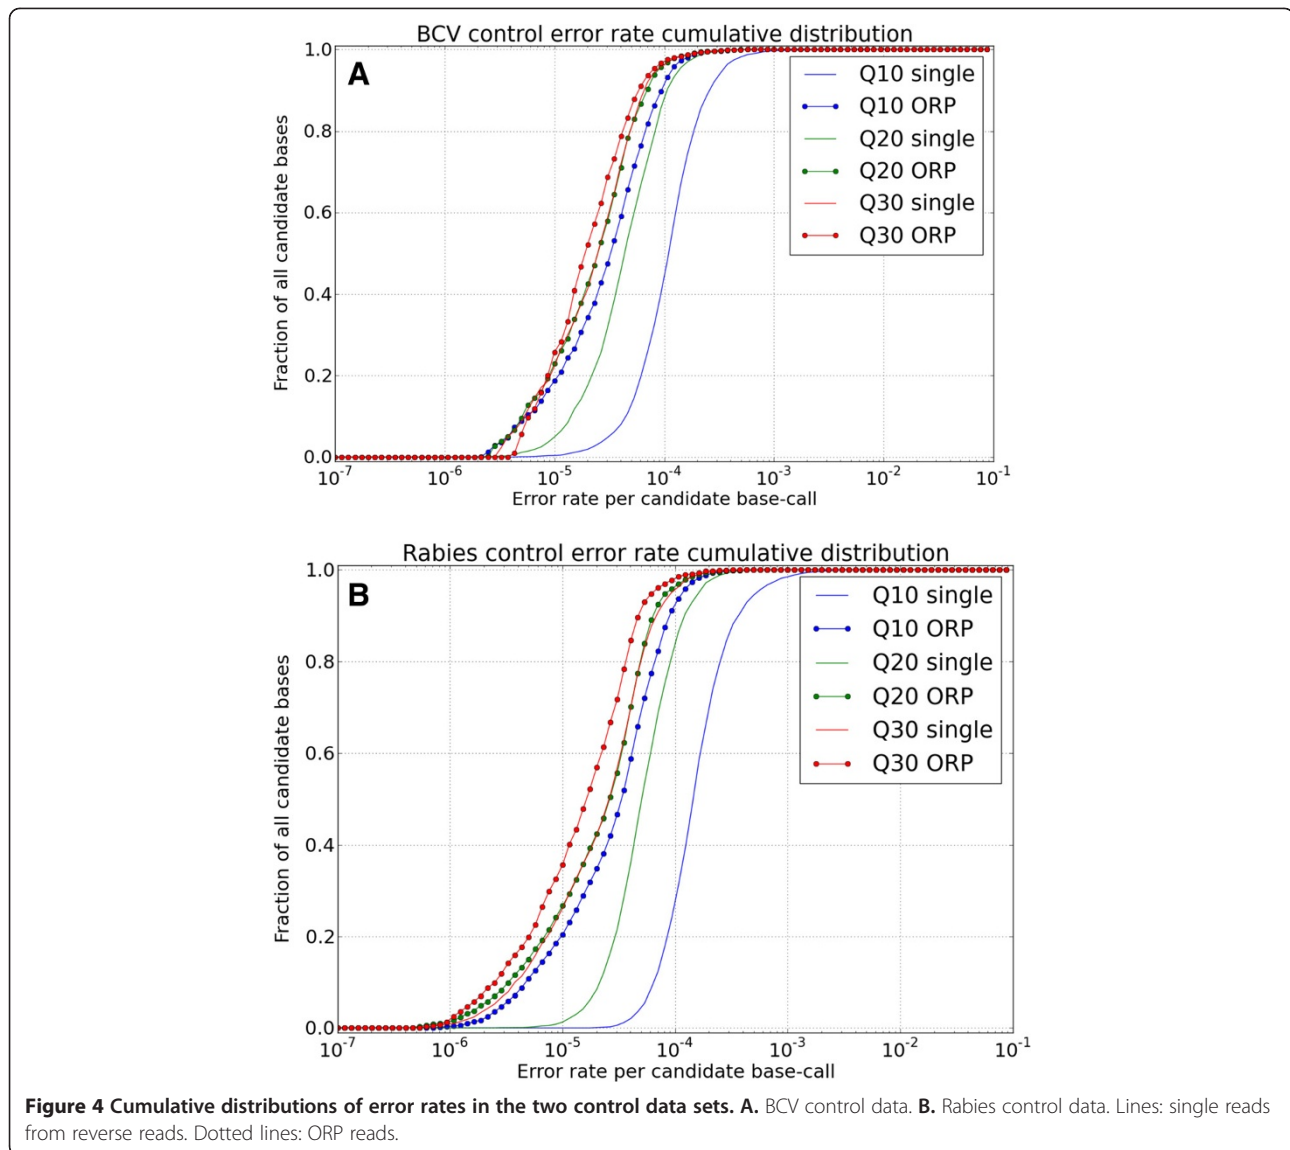 BCV control error rate cumulative distribution
A
Fraction of all candidate bases
1.0
0.8
0.6
0.4
0.2
0.0
Q10 single
Q10 ORP
Q20 single
Q20 ORP
Q30 single
Q30 ORP
10^-7
10^-6
10^-5
10^-4
10^-3
10^-2
10^-1
Error rate per candidate base-call
Rabies control error rate cumulative distribution
B
Fraction of all candidate bases
1.0
0.8
0.6
0.4
0.2
0.0
Q10 single
Q10 ORP
Q20 single
Q20 ORP
Q30 single
Q30 ORP
10^-7
10^-6
10^-5
10^-4
10^-3
10^-2
10^-1
Error rate per candidate base-call
Figure 4 Cumulative distributions of error rates in the two control data sets. A. BCV control data. B. Rabies control data. Lines: single reads
from reverse reads. Dotted lines: ORP reads.